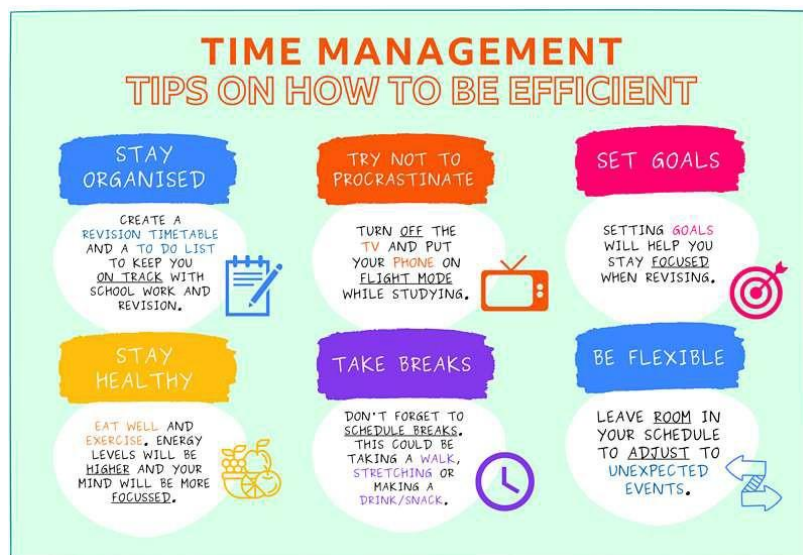 TIME MANAGEMENT
TIPS ON HOW TO BE EFFICIENT
STAY
ORGANISED
CREATE A
REVISION TIMETABLE
AND A TO DO LIST
TO KEEP YOU
ON TRACK WITH
SCHOOL WORK AND
REVISION.
TRY NOT TO
PROCRASTINATE
TURN OFF THE
TV AND PUT
YOUR PHONE ON
FLIGHT MODE
WHILE STUDYING.
SET GOALS
SETTING GOALS
WILL HELP YOU
STAY FOCUSED
WHEN REVISING.
STAY
HEALTHY
EAT WELL AND
EXERCISE. ENERGY
LEVELS WILL BE
HIGHER AND YOUR
MIND WILL BE MORE
FOCUSSED.
TAKE BREAKS
DON'T FORGET TO
SCHEDULE BREAKS.
THIS COULD BE
TAKING A WALK,
STRETCHING OR
MAKING A
DRINK/SNACK.
BE FLEXIBLE
LEAVE ROOM IN
YOUR SCHEDULE
TO ADJUST TO
UNEXPECTED
EVENTS.